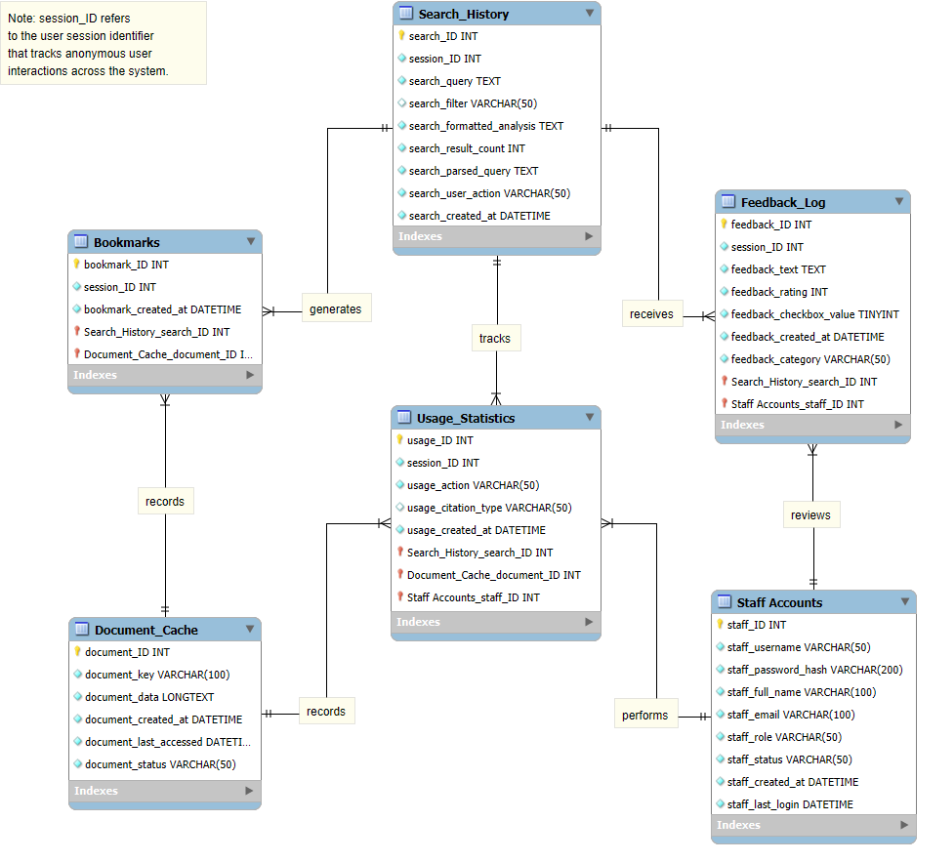 Note: session_ID refers
to the user session identifier
that tracks anonymous user
interactions across the system.
Search_History
search_ID INT
session_ID INT
search_query TEXT
search_filter VARCHAR(50)
search_formatted_analysis TEXT
search_result_count INT
search_parsed_query TEXT
search_user_action VARCHAR(50)
search_created_at DATETIME
Indexes
Bookmarks
bookmark_ID INT
session_ID INT
bookmark_created_at DATETIME
Search_History_search_ID INT
Document_Cache_document_ID I...
Indexes
generates
tracks
receives
Feedback_Log
feedback_ID INT
session_ID INT
feedback_text TEXT
feedback_rating INT
feedback_checkbox_value TINYINT
feedback_created_at DATETIME
feedback_category VARCHAR(50)
Search_History_search_ID INT
Staff Accounts_staff_ID INT
Indexes
Usage_Statistics
usage_ID INT
session_ID INT
usage_action VARCHAR(50)
usage_citation_type VARCHAR(50)
usage_created_at DATETIME
Search_History_search_ID INT
Document_Cache_document_ID INT
Staff Accounts_staff_ID INT
Indexes
records
reviews
Document_Cache
document_ID INT
document_key VARCHAR(100)
document_data LONGTEXT
document_created_at DATETIME
document_last_accessed DATETI...
document_status VARCHAR(50)
Indexes
records
performs
Staff Accounts
staff_ID INT
staff_username VARCHAR(50)
staff_password_hash VARCHAR(200)
staff_full_name VARCHAR(100)
staff_email VARCHAR(100)
staff_role VARCHAR(50)
staff_status VARCHAR(50)
staff_created_at DATETIME
staff_last_login DATETIME
Indexes